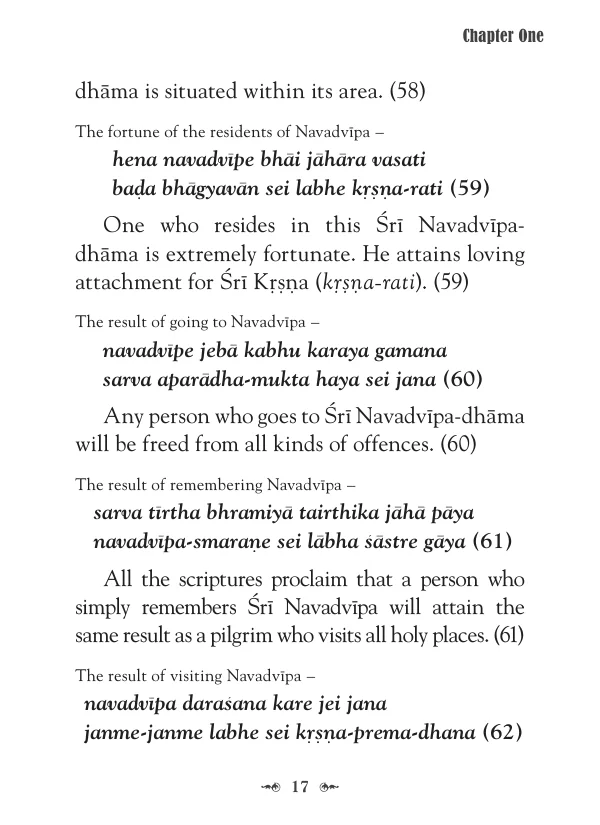 Chapter One
dhāma is situated within its area. (58)
The fortune of the residents of Navadvīpa –
hena navadvīpe bhāi jāhāra vasati
baḍa bhāgyavān sei labhe kṛṣṇa-rati (59)
One who resides in this Śrī Navadvīpa-
dhāma is extremely fortunate. He attains loving
attachment for Śrī Kṛṣṇa (kṛṣṇa-rati). (59)
The result of going to Navadvīpa –
navadvīpe jebā kabhu karaya gamana
sarva aparādha-mukta haya sei jana (60)
Any person who goes to Śrī Navadvīpa-dhāma
will be freed from all kinds of offences. (60)
The result of remembering Navadvīpa –
sarva tīrtha bhramiyā tairthika jāhā pāya
navadvīpa-smaraṇe sei lābha śāstre gāya (61)
All the scriptures proclaim that a person who
simply remembers Śrī Navadvīpa will attain the
same result as a pilgrim who visits all holy places. (61)
The result of visiting Navadvīpa –
navadvīpa daraśana kare jei jana
janme-janme labhe sei kṛṣṇa-prema-dhana (62)
17